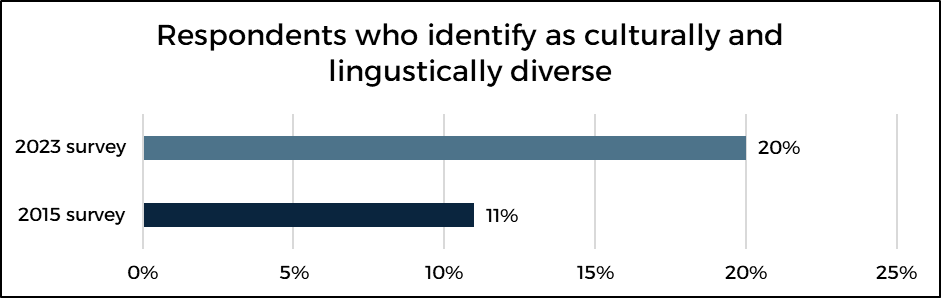 Respondents who identify as culturally and
lingustically diverse
2023 survey
20%
2015 survey
11%
0%
5%
10%
15%
20%
25%